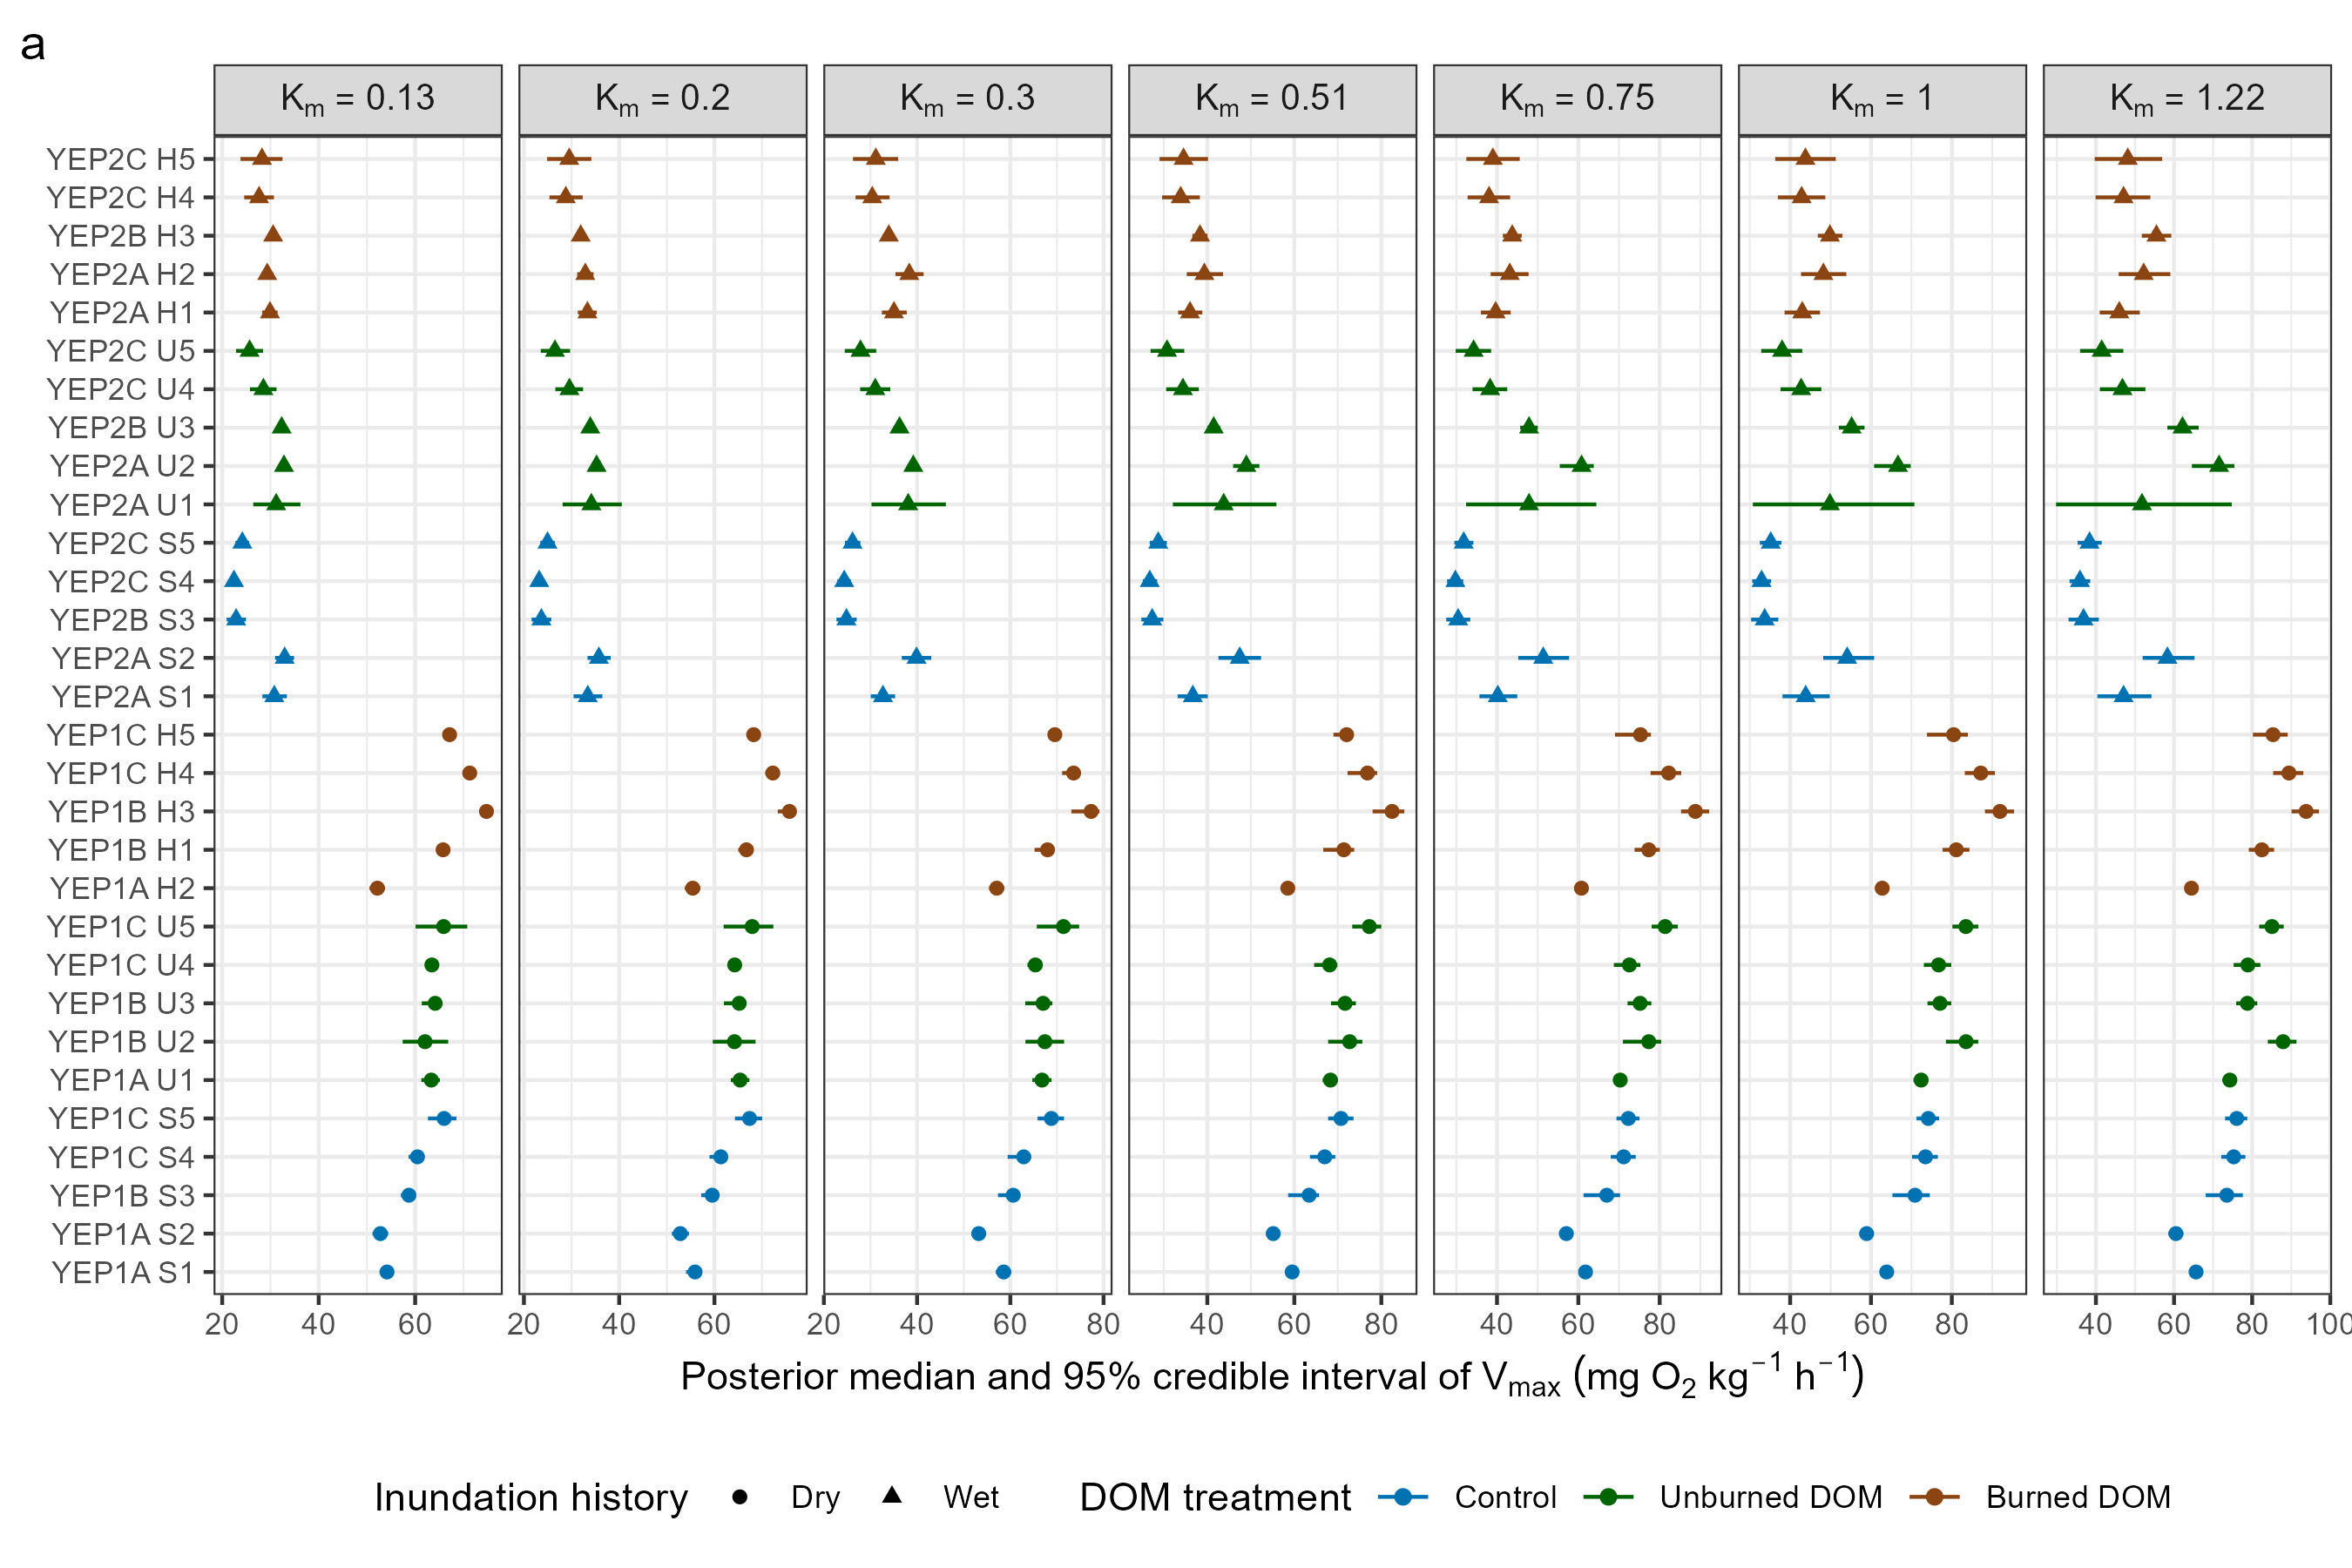 a
Km = 0.13 Km = 0.2 Km = 0.3 Km = 0.51 Km = 0.75 Km = 1 Km = 1.22
YEP2C H5
YEP2C H4
YEP2B H3
YEP2A H2
YEP2A H1
YEP2C U5
YEP2C U4
YEP2B U3
YEP2A U2
YEP2A U1
YEP2C S5
YEP2C S4
YEP2B S3
YEP2A S2
YEP2A S1
YEP1C H5
YEP1C H4
YEP1B H3
YEP1B H1
YEP1A H2
YEP1C U5
YEP1C U4
YEP1B U3
YEP1B U2
YEP1A U1
YEP1C S5
YEP1C S4
YEP1B S3
YEP1A S2
YEP1A S1
20 40 60 20 40 60 20 40 60 80 40 60 80 40 60 80 40 60 80 40 60 80 100
Posterior median and 95% credible interval of Vmax (mg O₂ kg⁻¹ h⁻¹)
Inundation history Dry Wet DOM treatment Control Unburned DOM Burned DOM